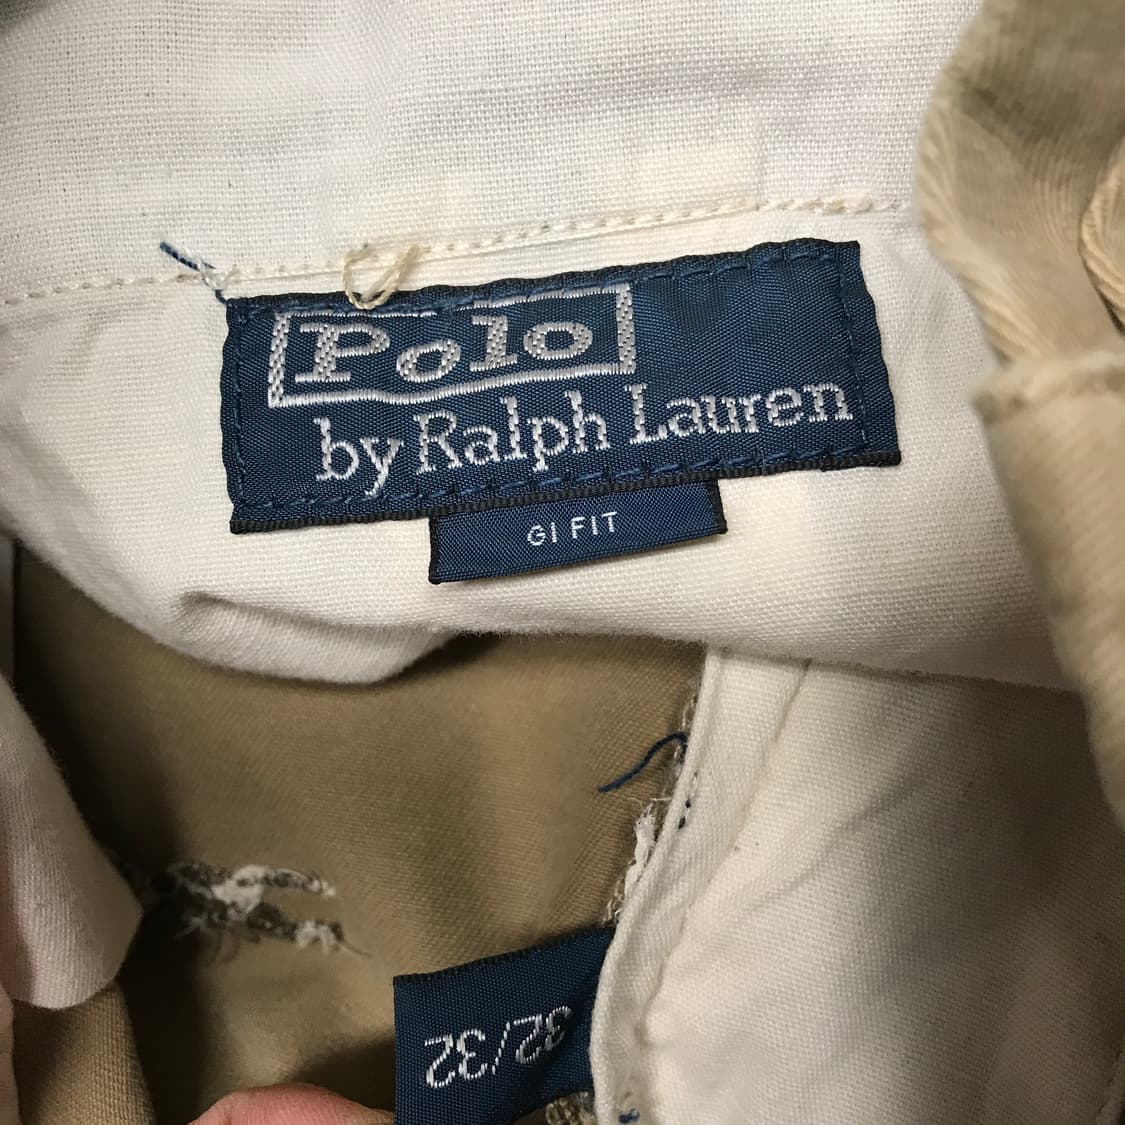 Polo
by Ralph Lauren
GI FIT
32/32